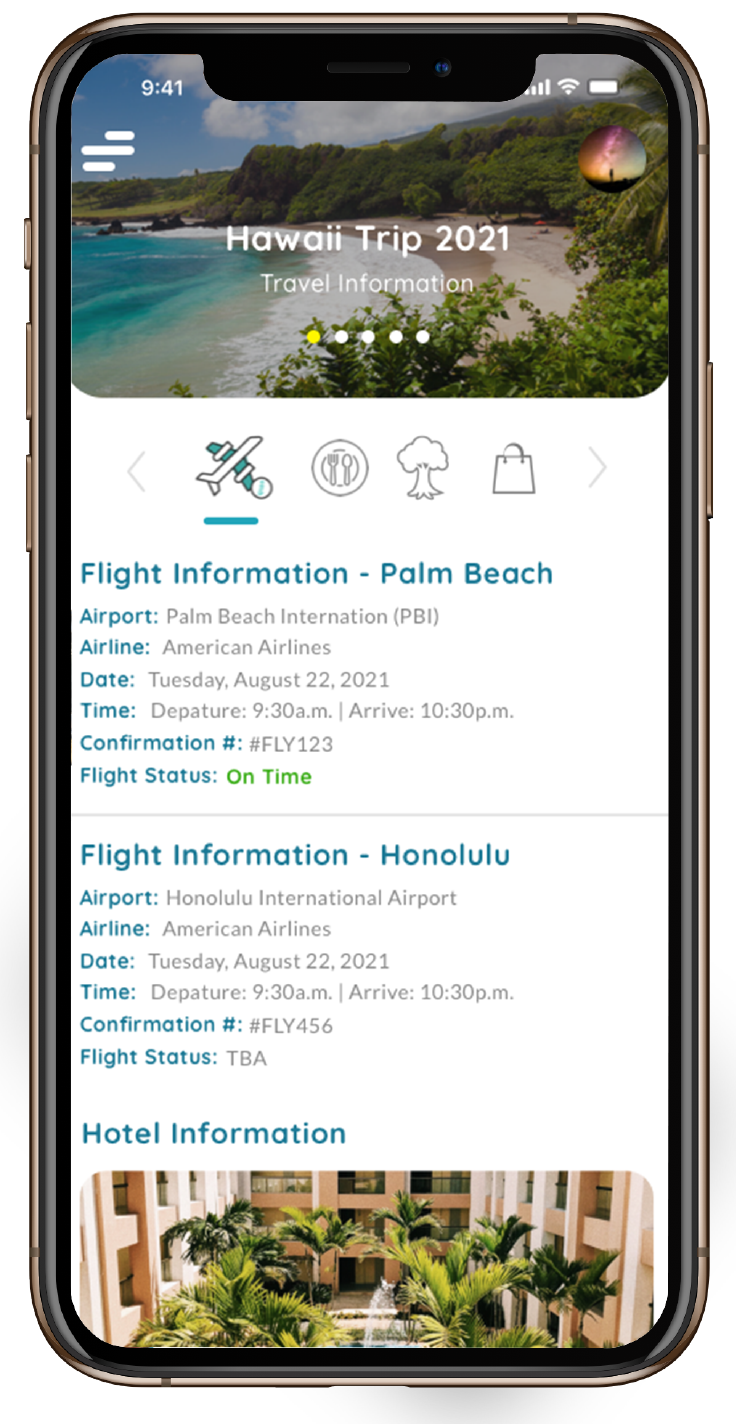 9:41
Hawaii Trip 2021
Travel Information
Flight Information - Palm Beach
Airport: Palm Beach Internation (PBI)
Airline: American Airlines
Date: Tuesday, August 22, 2021
Time: Depature: 9:30a.m. | Arrive: 10:30p.m.
Confirmation #: #FLY123
Flight Status: On Time
Flight Information - Honolulu
Airport: Honolulu International Airport
Airline: American Airlines
Date: Tuesday, August 22, 2021
Time: Depature: 9:30a.m. | Arrive: 10:30p.m.
Confirmation #: #FLY456
Flight Status: TBA
Hotel Information